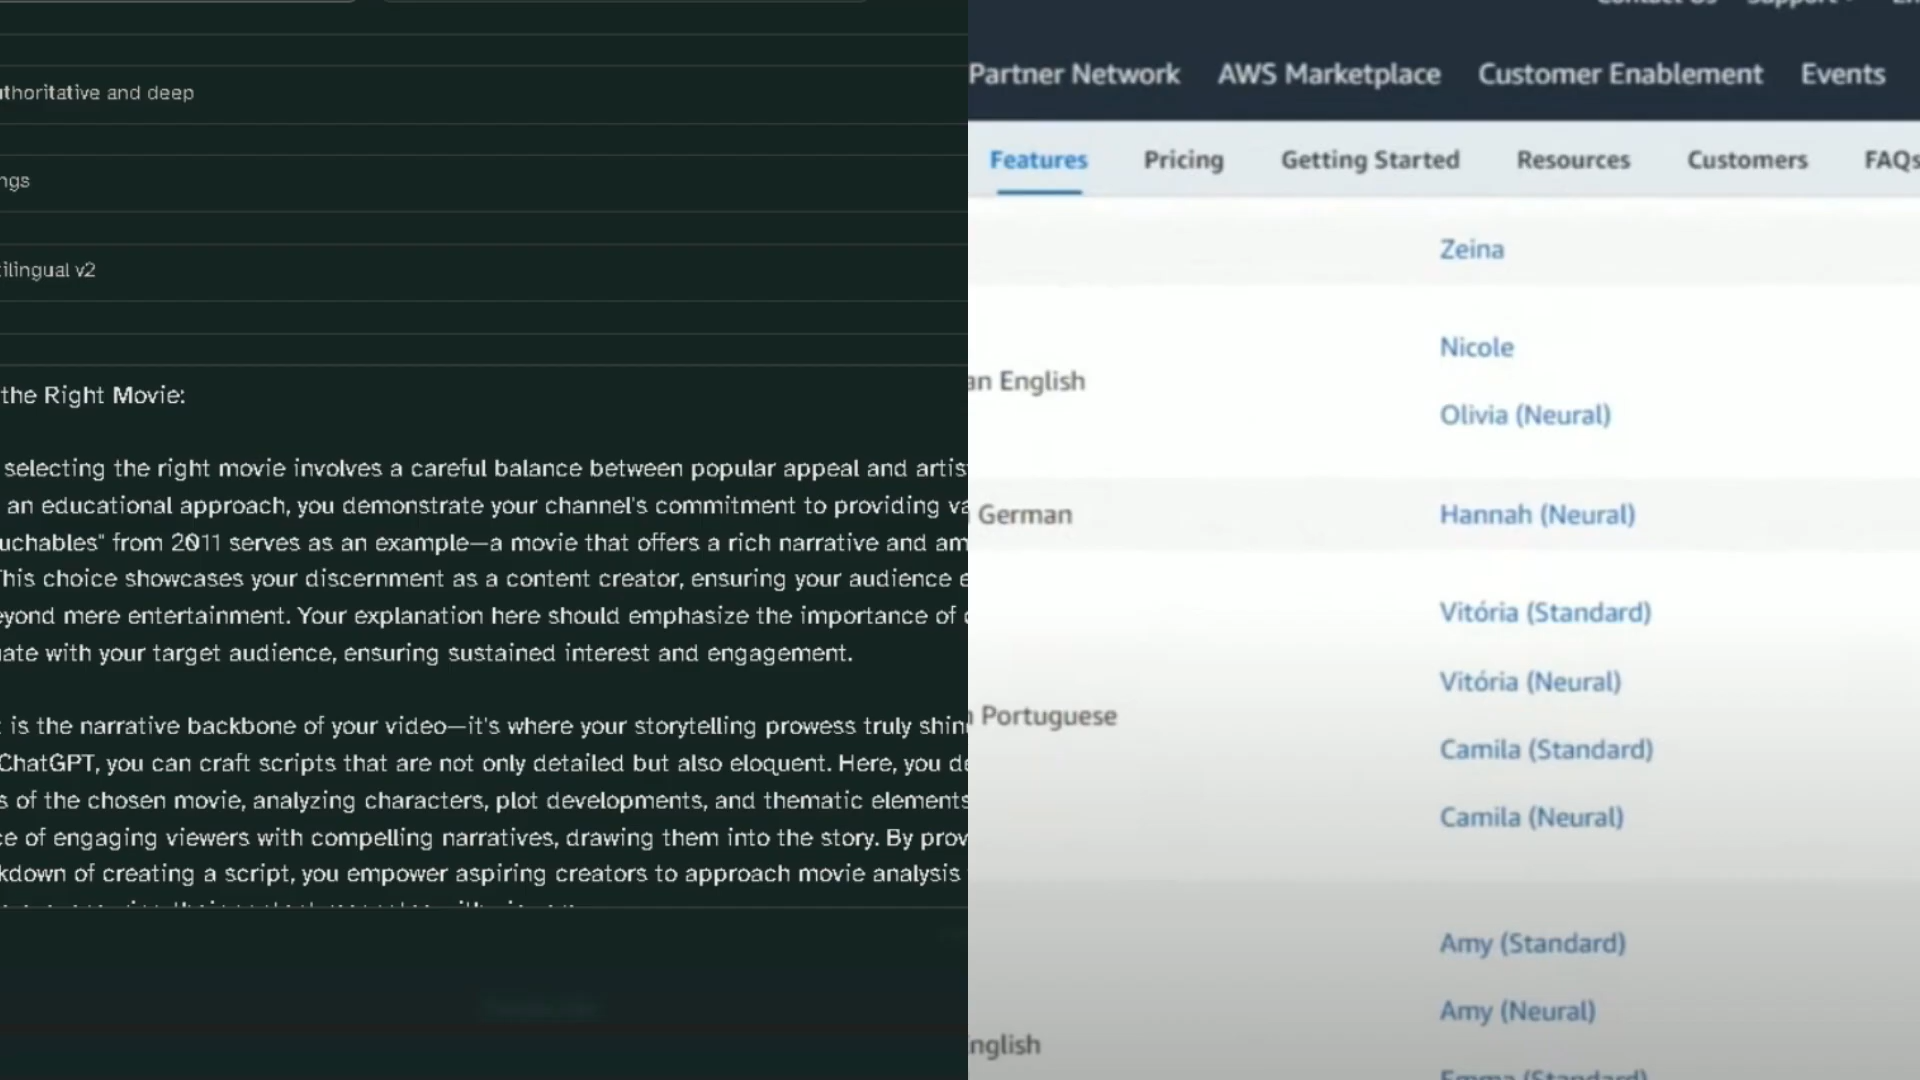 thoritative and deep
ngs
ilingual v2
the Right Movie:
selecting the right movie involves a careful balance between popular appeal and artis
an educational approach, you demonstrate your channel's commitment to providing va
uchables" from 2011 serves as an example—a movie that offers a rich narrative and am
This choice showcases your discernment as a content creator, ensuring your audience e
eyond mere entertainment. Your explanation here should emphasize the importance of
ate with your target audience, ensuring sustained interest and engagement.
is the narrative backbone of your video—it's where your storytelling prowess truly shin
ChatGPT, you can craft scripts that are not only detailed but also eloquent. Here, you de
s of the chosen movie, analyzing characters, plot developments, and thematic elements
ce of engaging viewers with compelling narratives, drawing them into the story. By prov
kdown of creating a script, you empower aspiring creators to approach movie analysis
Contact Us Support
Partner Network AWS Marketplace Customer Enablement Events
Features Pricing Getting Started Resources Customers FAQs
Zeina
Nicole
an English
Olivia (Neural)
German
Hannah (Neural)
Vitória (Standard)
Vitória (Neural)
Portuguese
Camila (Standard)
Camila (Neural)
Amy (Standard)
Amy (Neural)
nglish
Emma (Standard)